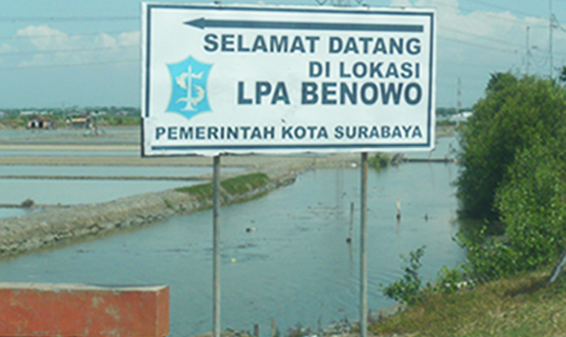 SELAMAT DATANG
DI LOKASI
LPA BENOWO
PEMERINTAH KOTA SURABAYA